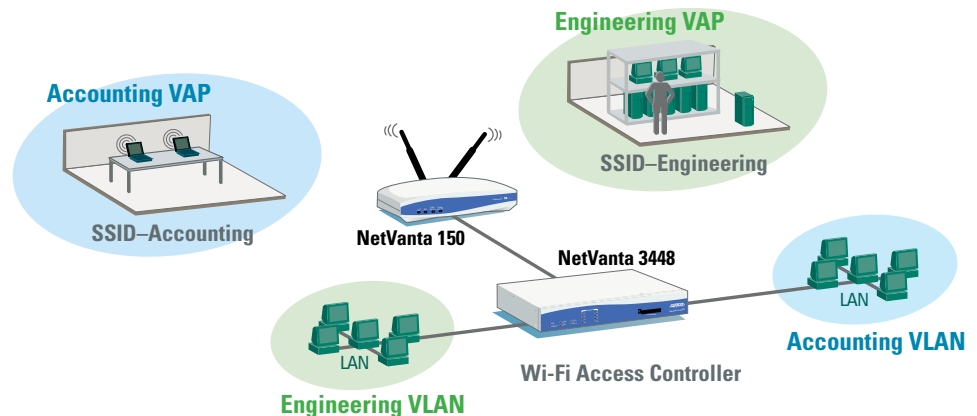 Engineering VAP
Accounting VAP
SSID–Engineering
SSID–Accounting
NetVanta 150
NetVanta 3448
LAN
Accounting VLAN
LAN
Wi-Fi Access Controller
Engineering VLAN